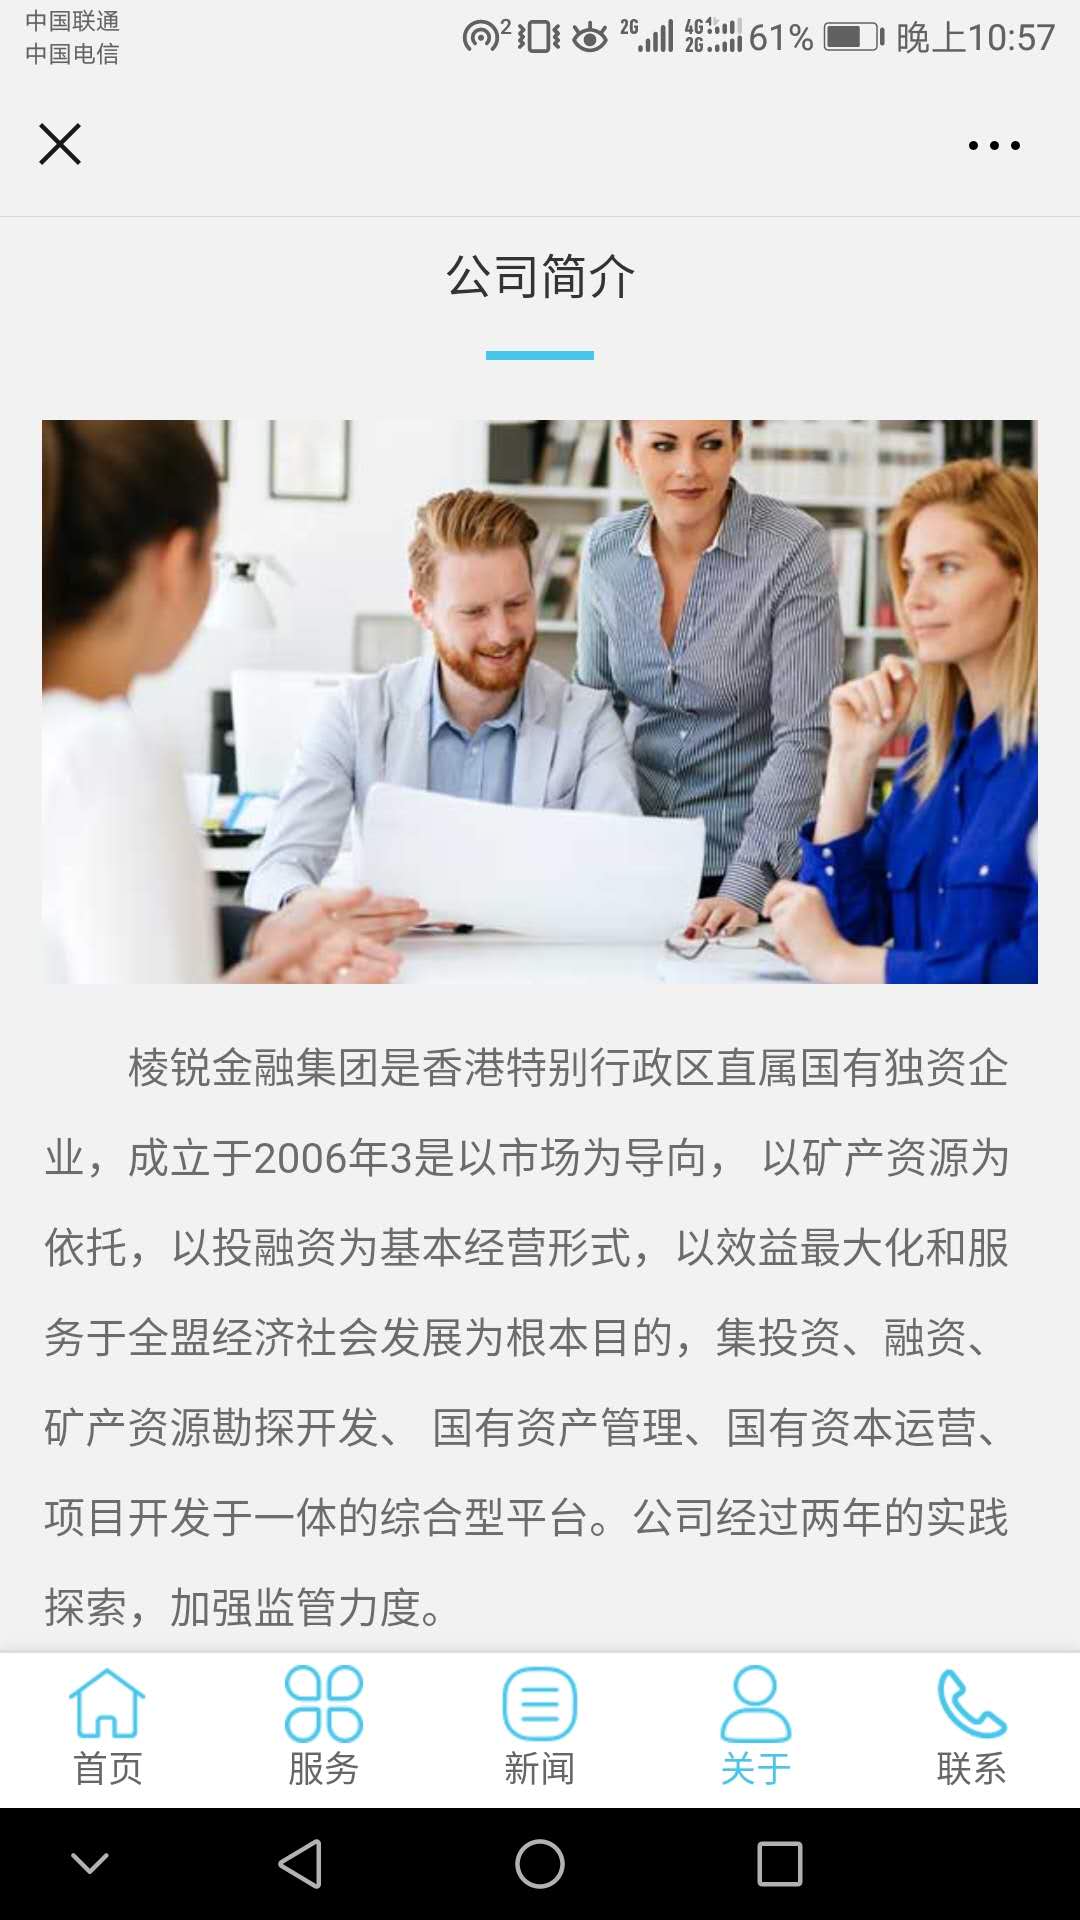 中国联通
中国电信
2 2G 4G 2G 61% 晚上10:57
公司简介
棱锐金融集团是香港特别行政区直属国有独资企
业，成立于2006年3是以市场为导向， 以矿产资源为
依托，以投融资为基本经营形式，以效益最大化和服
务于全盟经济社会发展为根本目的，集投资、融资、
矿产资源勘探开发、 国有资产管理、国有资本运营、
项目开发于一体的综合型平台。公司经过两年的实践
探索，加强监管力度。
首页 服务 新闻 关于 联系